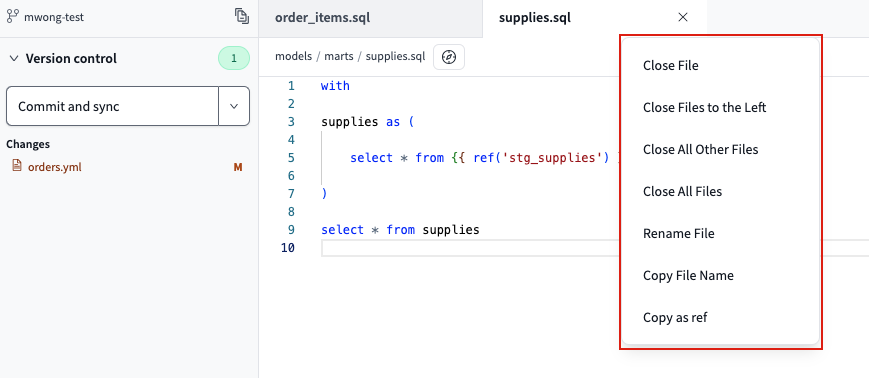 mwong-test
Version control
1
Commit and sync
Changes
orders.yml
M
order_items.sql
supplies.sql
models / marts / supplies.sql
1 with
2
3 supplies as (
4
5 select * from {{ ref('stg_supplies') }
6
7 )
8
9 select * from supplies
10
Close File
Close Files to the Left
Close All Other Files
Close All Files
Rename File
Copy File Name
Copy as ref